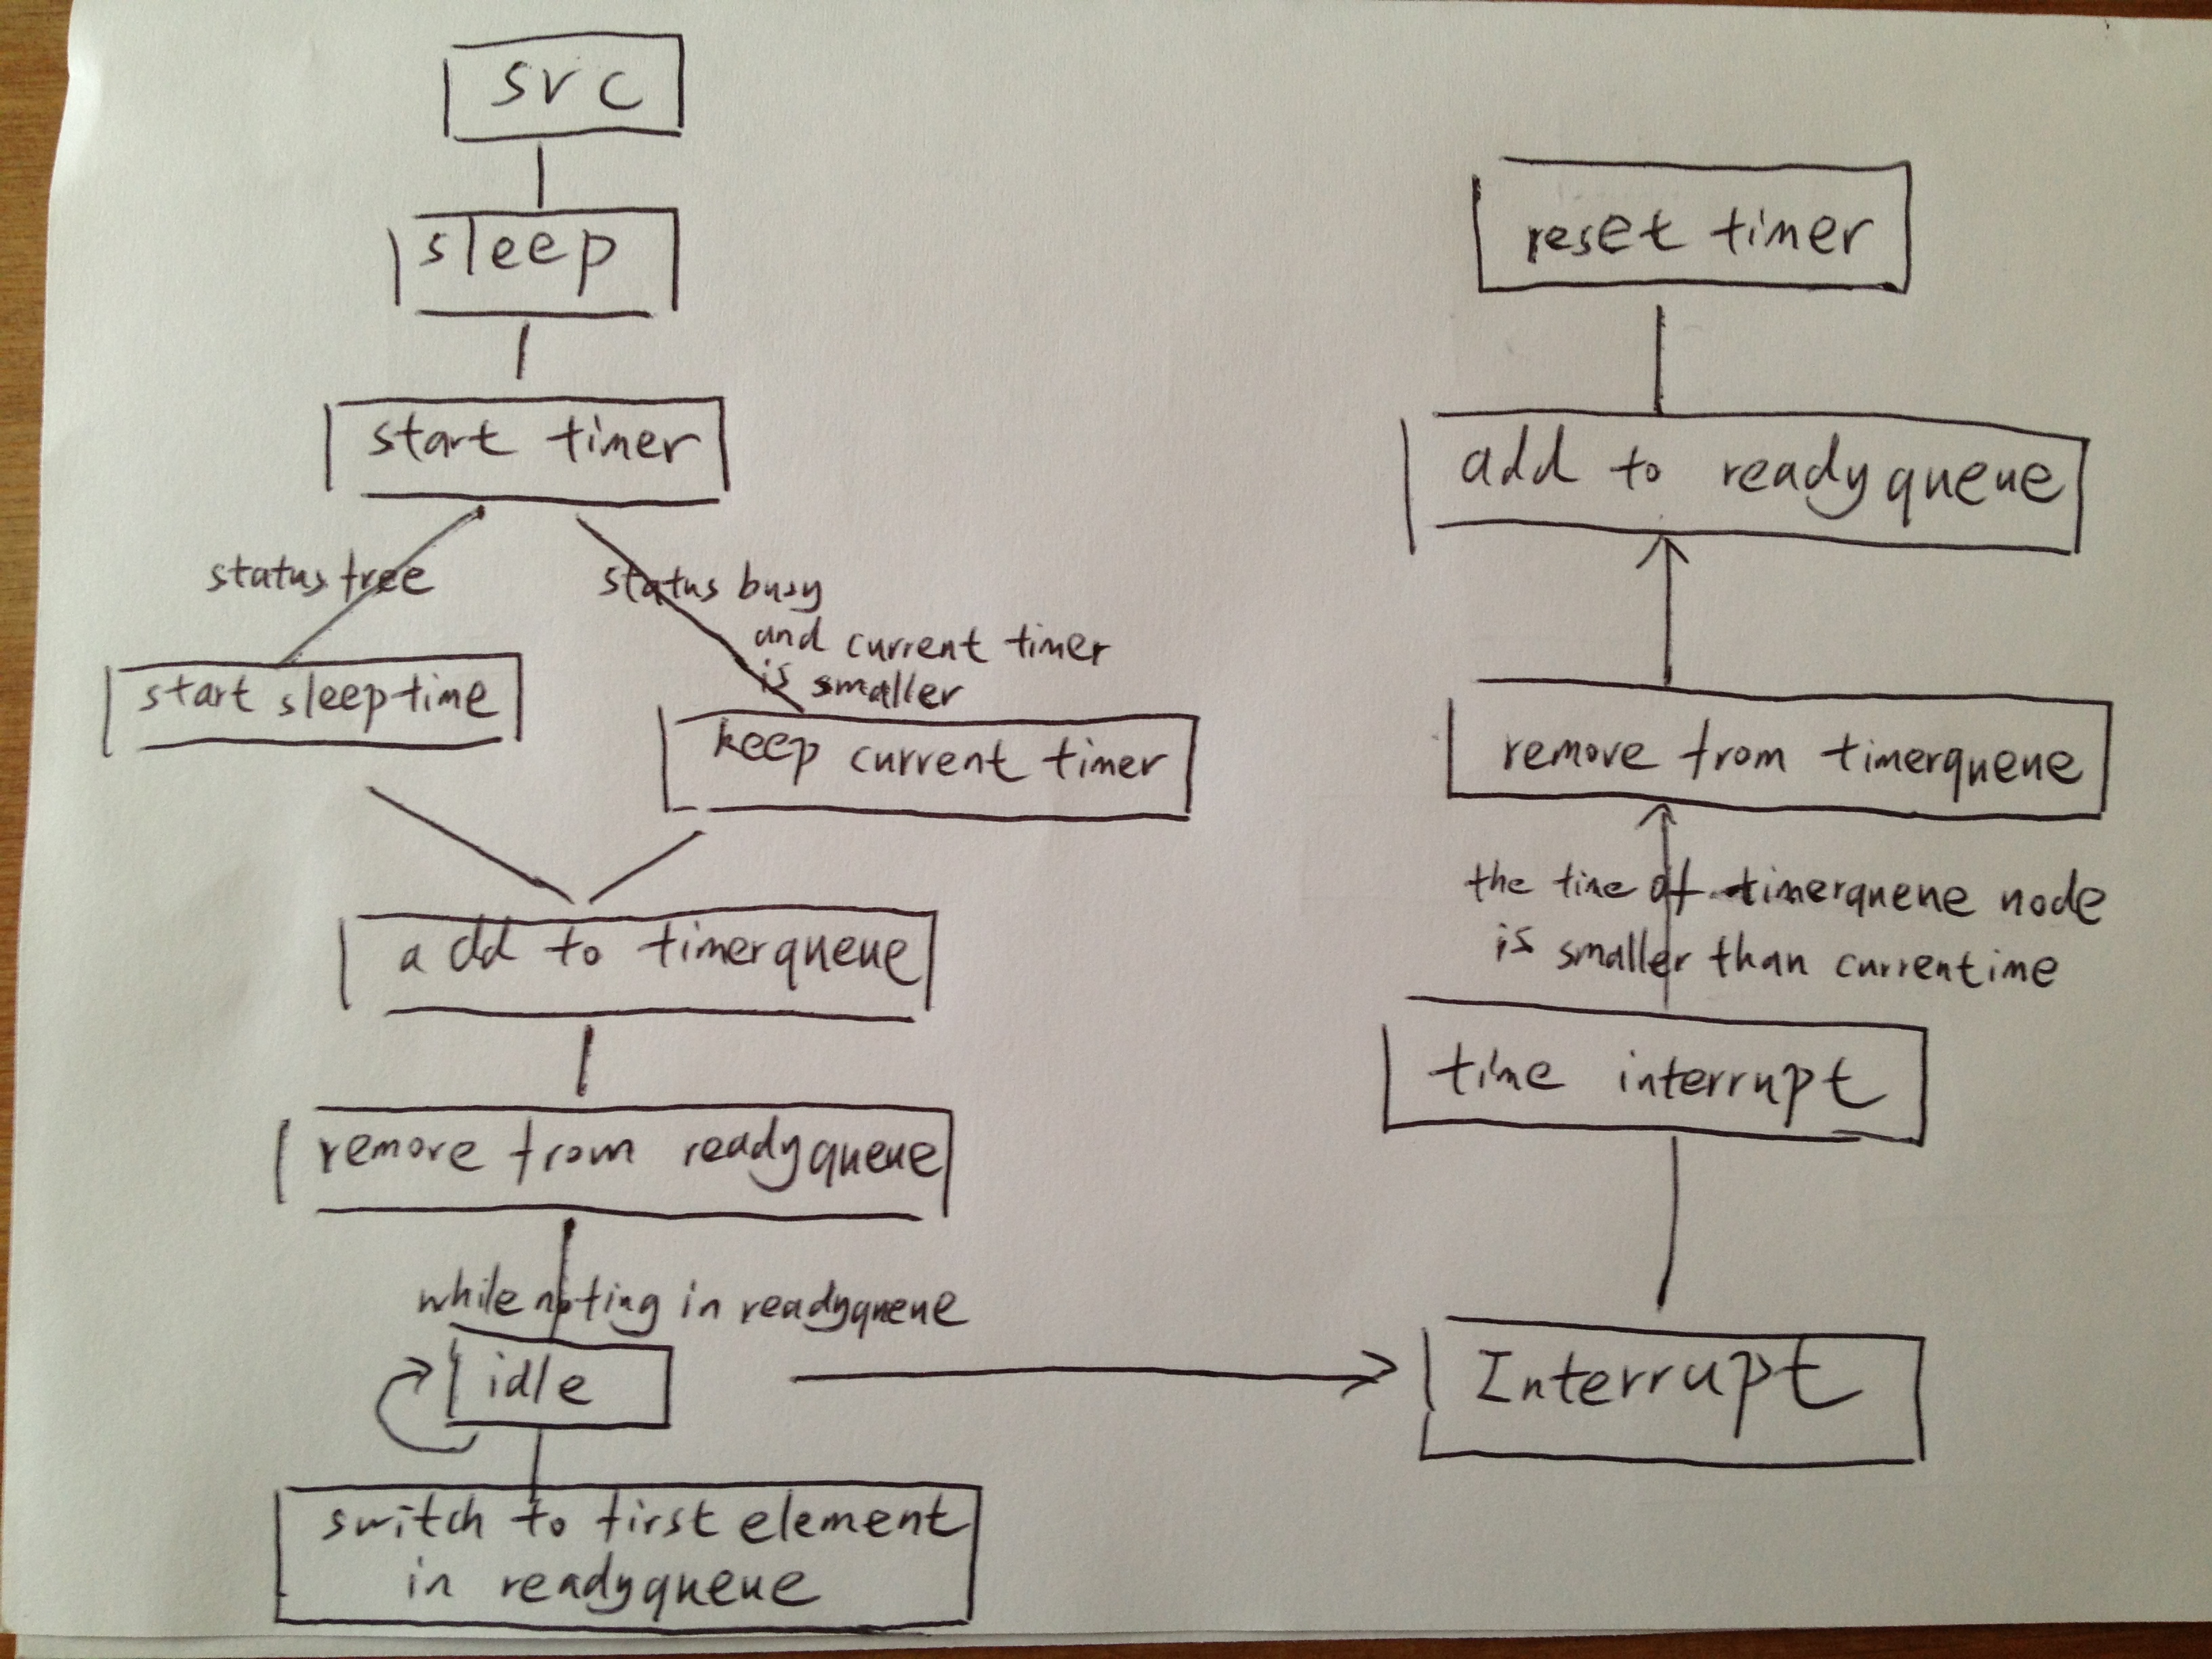 svc
sleep
start timer
status free
status busy
and current timer
is smaller
start sleeptime
keep current timer
add to timerqueue
remore from readyqueue
while in readyqueue
idle
switch to first element
in readyqueue
reset timer
add to readyqueue
remove from timerqueue
the time of timerqueue node
is smaller than currentime
time interrupt
Interrupt